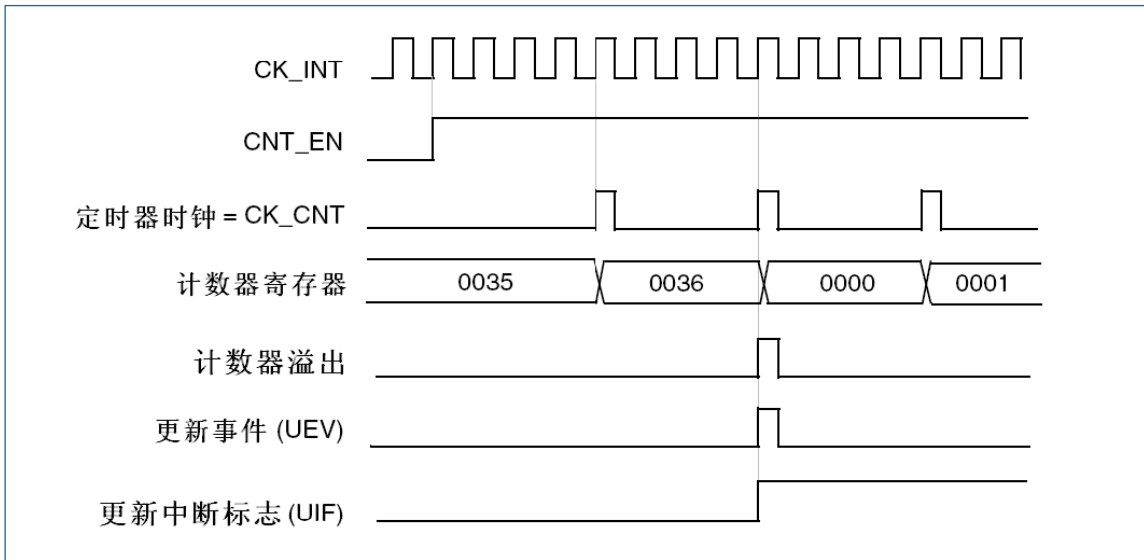 CK_INT
CNT_EN
定时器时钟 = CK_CNT
计数器寄存器 0035 0036 0000 0001
计数器溢出
更新事件 (UEV)
更新中断标志 (UIF)